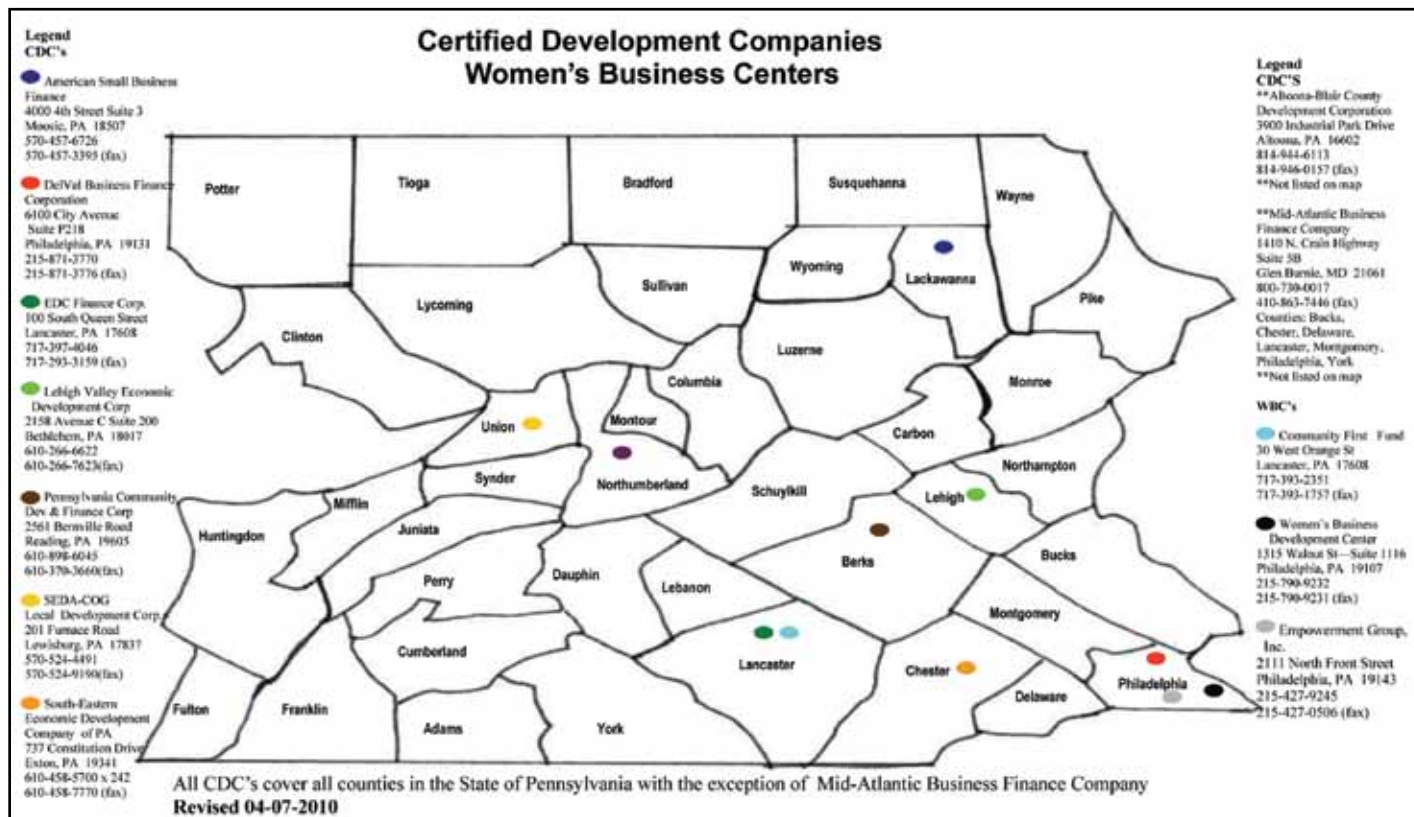 Certified Development Companies
Women's Business Centers
Legend
CDC's
American Small Business
Finance
4000 4th Street Suite 3
Moosic, PA 18507
570-457-6726
570-457-3395 (fax)
DelVal Business Finance
Corporation
6100 City Avenue
Suite P218
Philadelphia, PA 19131
215-871-3770
215-871-3776 (fax)
EDC Finance Corp.
100 South Queen Street
Lancaster, PA 17608
717-397-4046
717-293-3159 (fax)
Lehigh Valley Economic
Development Corp
2158 Avenue C Suite 200
Bethlehem, PA 18017
610-266-6622
610-266-7623(fax)
Pennsylvania Community
Dev & Finance Corp
2561 Bernville Road
Reading, PA 19605
610-898-6045
610-370-3660(fax)
SEDA-COG
Local Development Corp.
201 Furnace Road
Lewisburg, PA 17837
570-524-4491
570-524-9190(fax)
South-Eastern
Economic Development
Company of PA
737 Constitution Drive
Exton, PA 19341
610-458-5700 x 242
610-458-7770 (fax)
Potter
Tioga
Bradford
Susquehanna
Wayne
Wyoming
Lackawanna
Sullivan
Pike
Lycoming
Clinton
Luzerne
Columbia
Monroe
Montour
Union
Carbon
Northampton
Synder
Northumberland
Schuylkill
Lehigh
Mifflin
Huntingdon
Juniata
Berks
Bucks
Perry
Dauphin
Lebanon
Montgomery
Cumberland
Lancaster
Chester
Philadelphia
Delaware
Fulton
Franklin
Adams
York
Legend
CDC'S
**Altoona-Blair County
Development Corporation
3900 Industrial Park Drive
Altoona, PA 16602
814-944-6113
814-946-0157 (fax)
**Not listed on map
**Mid-Atlantic Business
Finance Company
1410 N. Crain Highway
Suite 5B
Glen Burnie, MD 21061
800-730-0017
410-863-7446 (fax)
Counties: Bucks,
Chester, Delaware,
Lancaster, Montgomery,
Philadelphia, York
**Not listed on map
WBC's
Community First Fund
30 West Orange St
Lancaster, PA 17608
717-393-2351
717-393-1757 (fax)
Women's Business
Development Center
1315 Walnut St—Suite 1116
Philadelphia, PA 19107
215-790-9232
215-790-9231 (fax)
Empowerment Group,
Inc.
2111 North Front Street
Philadelphia, PA 19143
215-427-9245
215-427-0506 (fax)
All CDC's cover all counties in the State of Pennsylvania with the exception of Mid-Atlantic Business Finance Company
Revised 04-07-2010